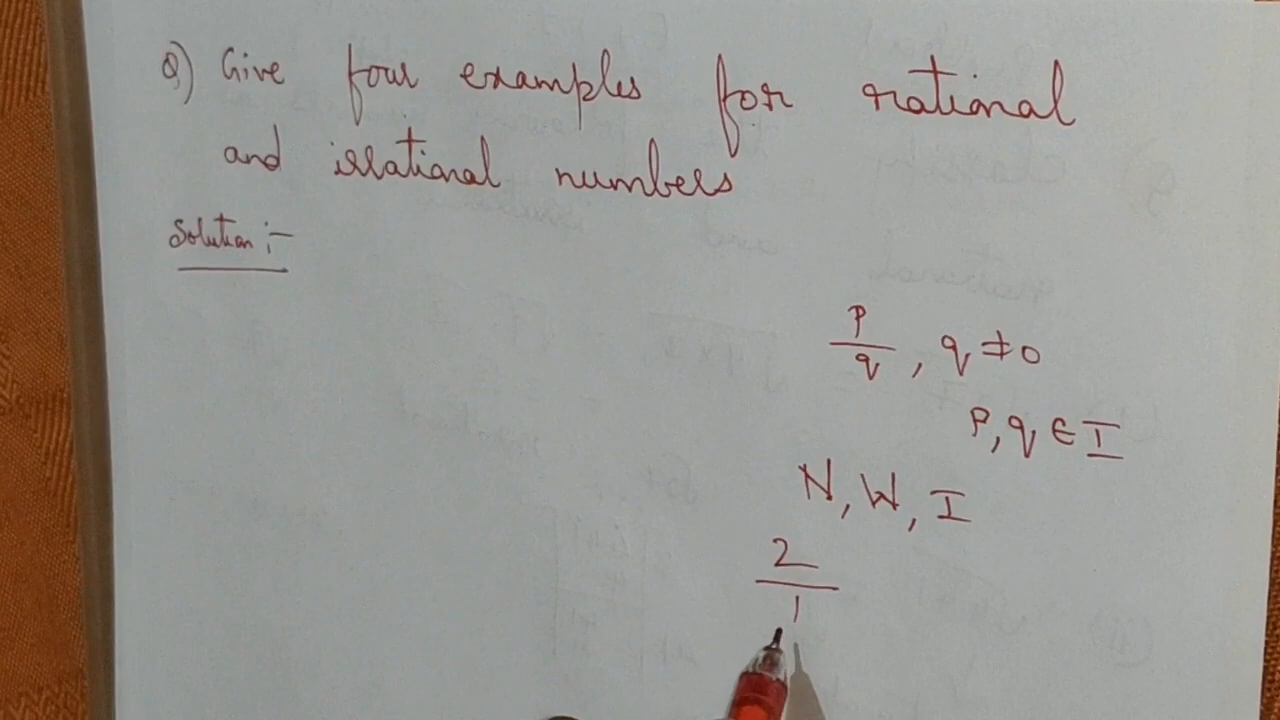 Q) Give four examples for rational
and irrational numbers
Solution :-
P/q , q ≠ 0
P, q ∈ I
N, W, I
2/1